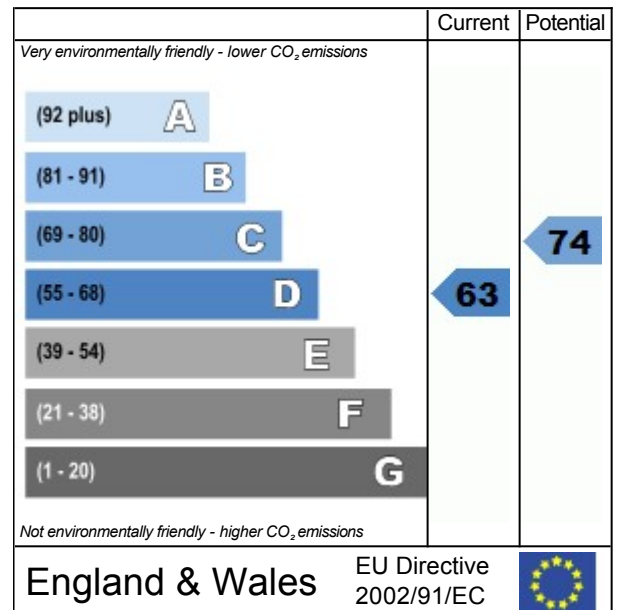 Current Potential
Very environmentally friendly - lower CO₂ emissions
(92 plus) A
(81 - 91) B
(69 - 80) C
74
(55 - 68) D
63
(39 - 54) E
(21 - 38) F
(1 - 20) G
Not environmentally friendly - higher CO₂ emissions
England & Wales
EU Directive
2002/91/EC